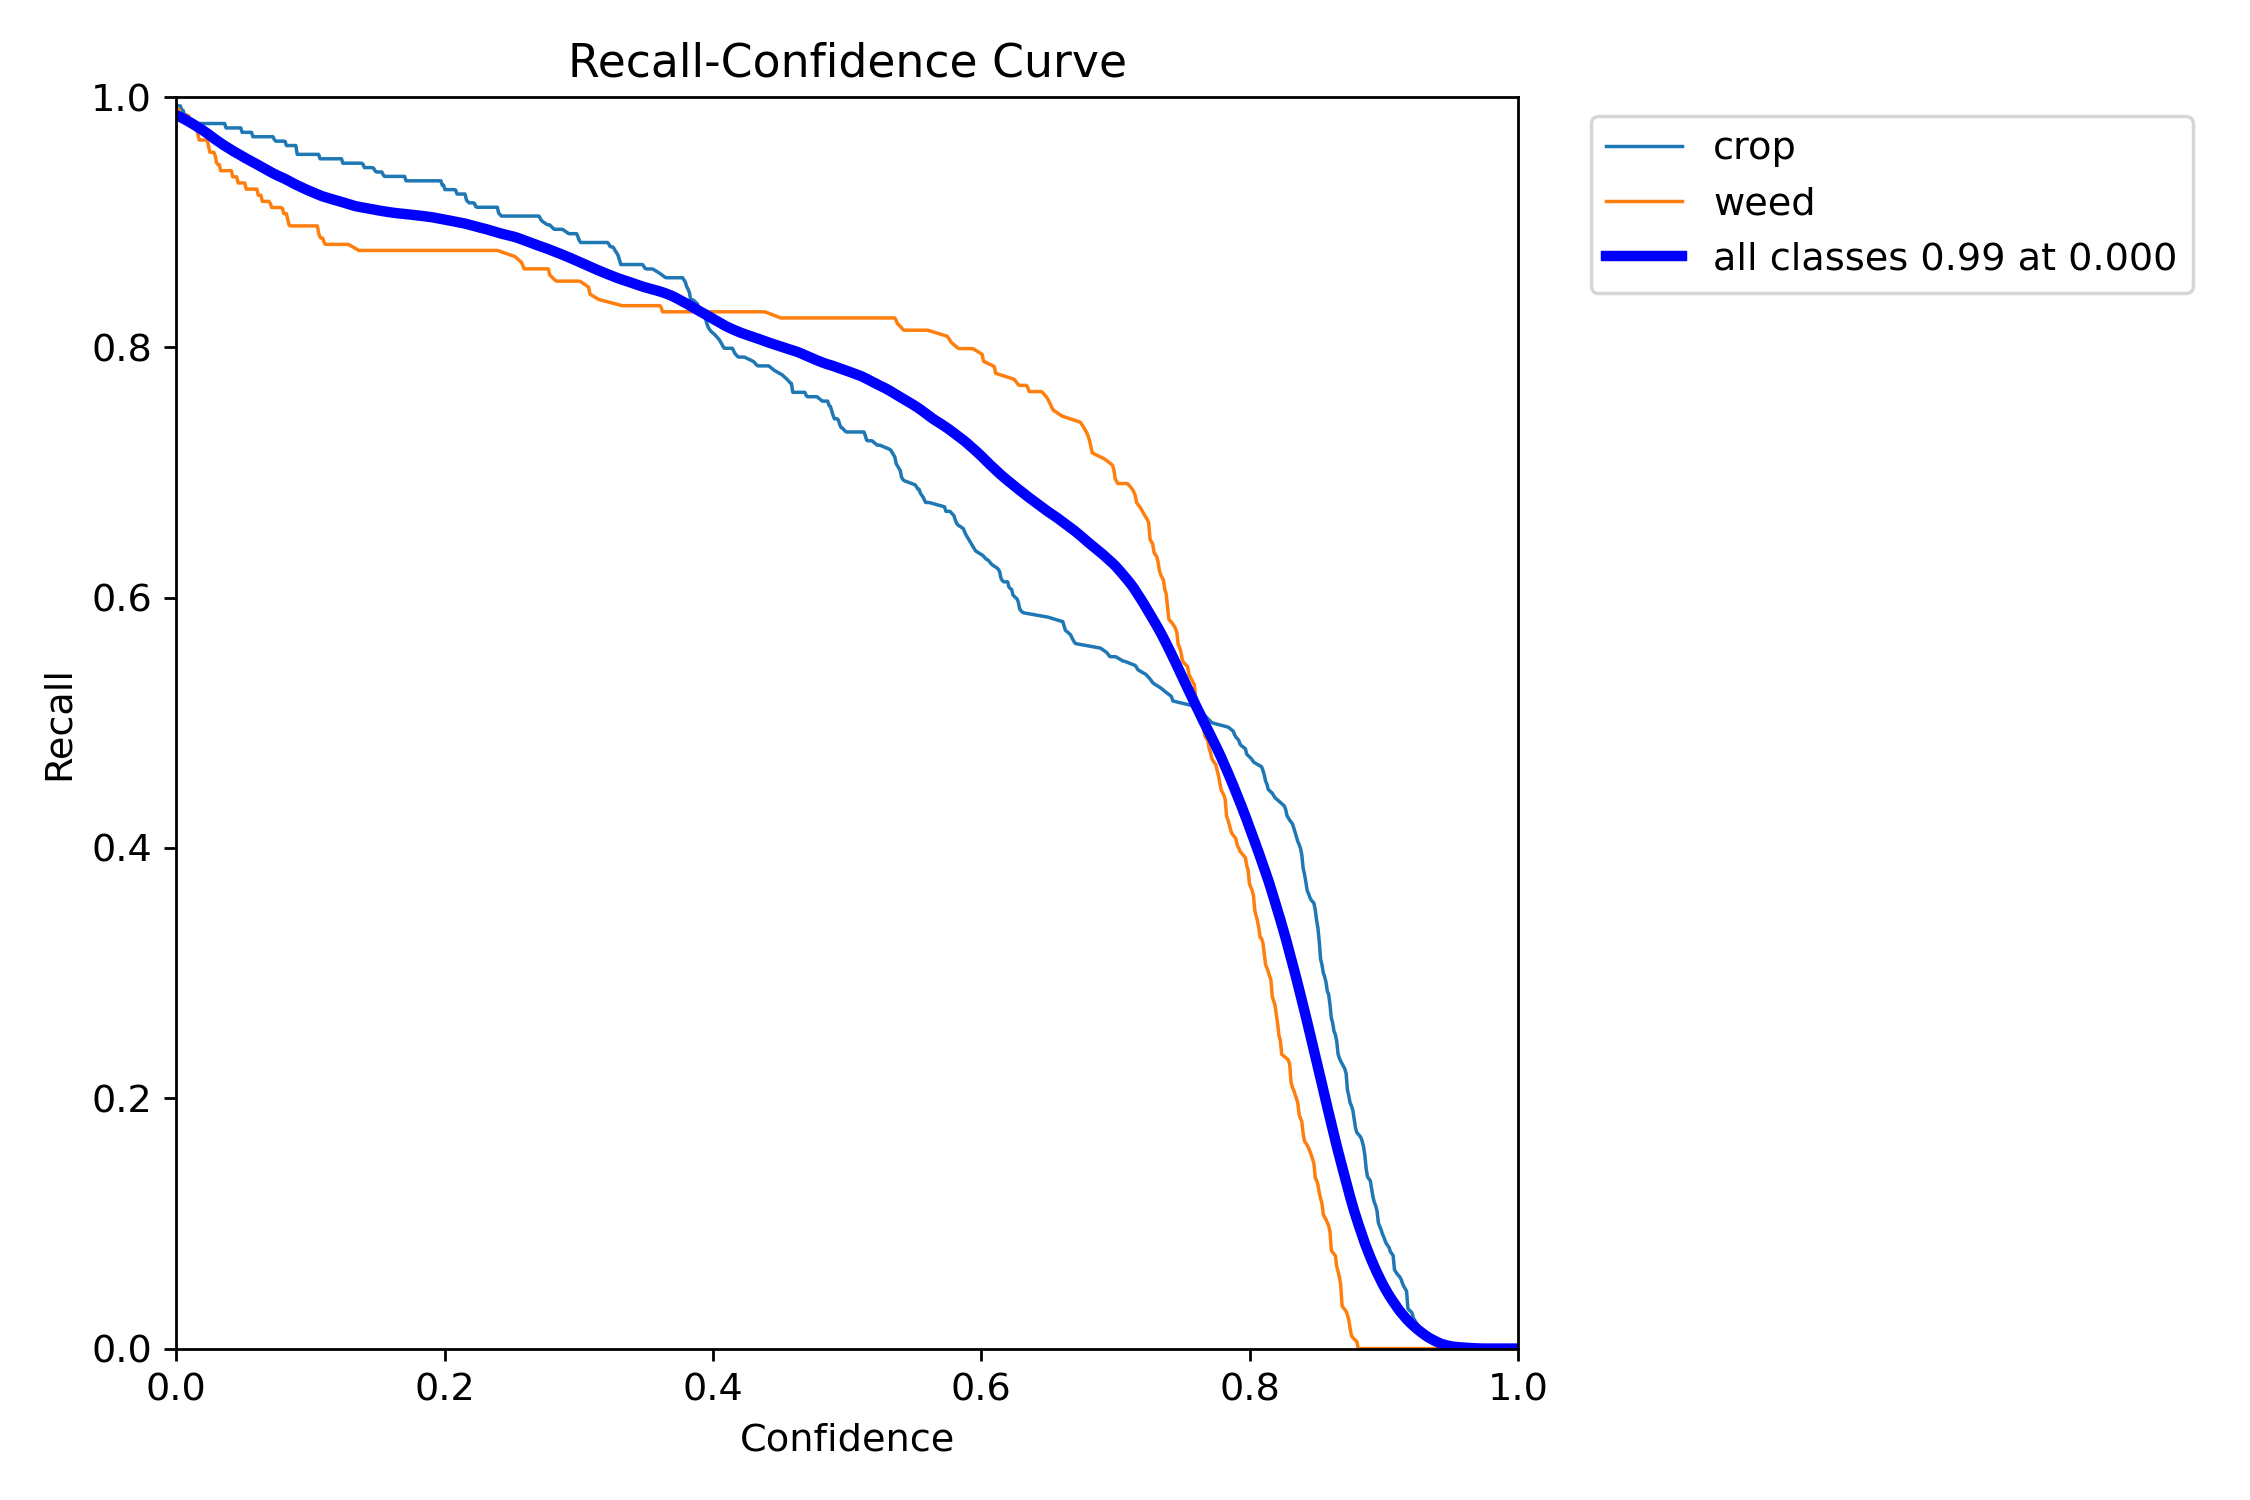 Recall-Confidence Curve
1.0
0.8
0.6
0.4
0.2
0.0
Recall
0.0 0.2 0.4 0.6 0.8 1.0
Confidence
crop
weed
all classes 0.99 at 0.000